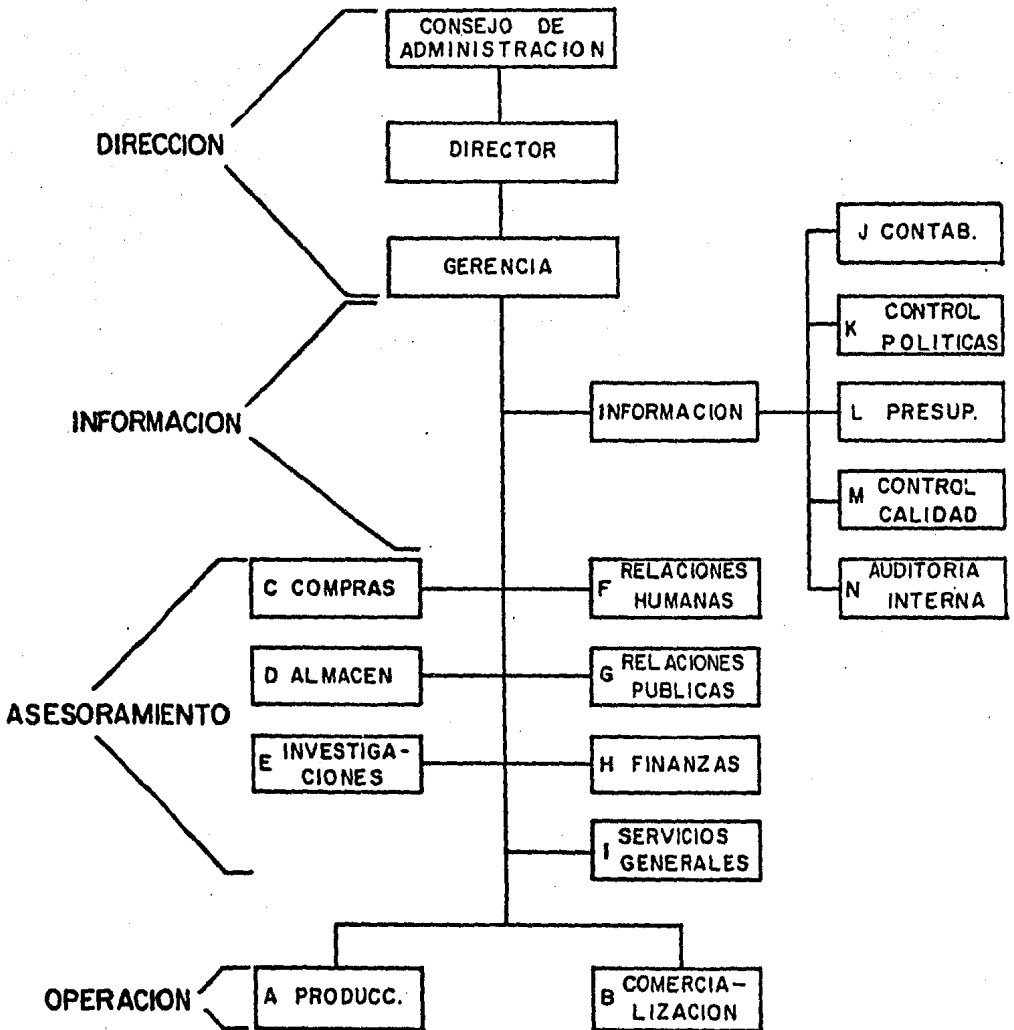 CONSEJO DE
ADMINISTRACION
DIRECCION
DIRECTOR
GERENCIA
J CONTAB.
K CONTROL
POLITICAS
INFORMACION
INFORMACION
L PRESUP.
M CONTROL
CALIDAD
N AUDITORIA
INTERNA
C COMPRAS
F RELACIONES
HUMANAS
D ALMACEN
G RELACIONES
PUBLICAS
ASESORAMIENTO
E INVESTIGA-
CIONES
H FINANZAS
I SERVICIOS
GENERALES
OPERACION
A PRODUCC.
B COMERCIA-
LIZACION